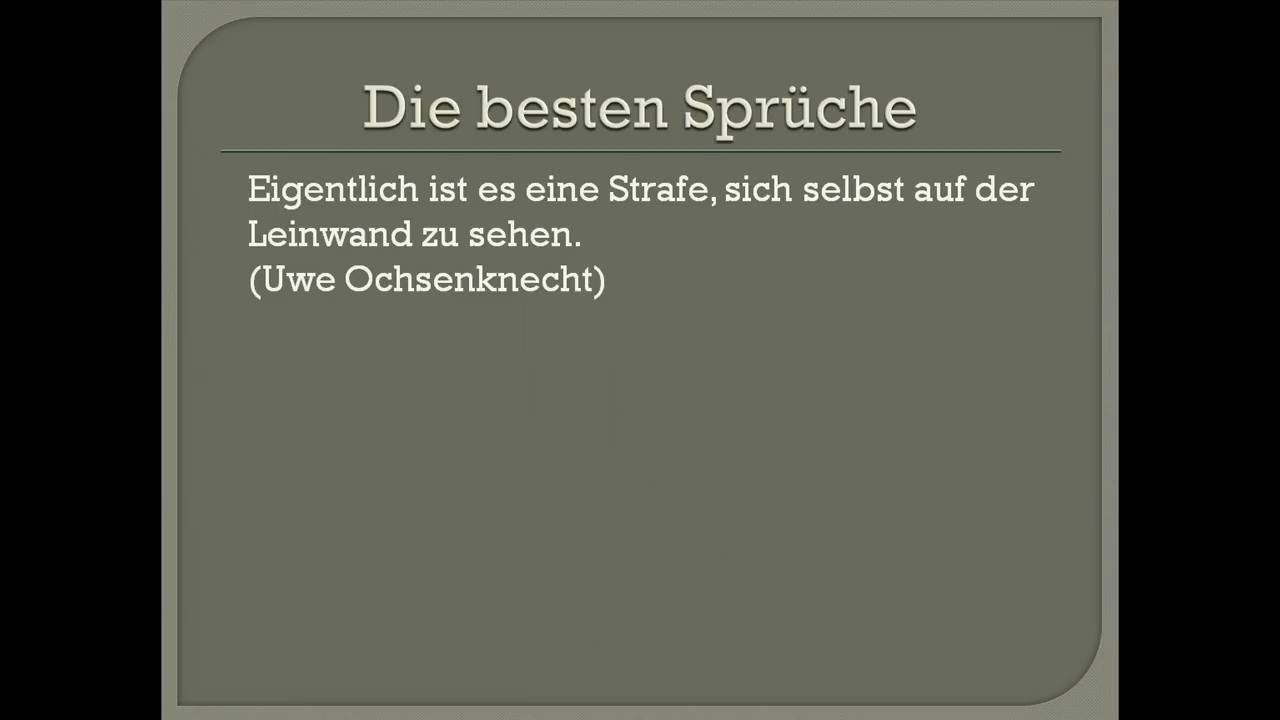 Die besten Sprüche
Eigentlich ist es eine Strafe, sich selbst auf der
Leinwand zu sehen.
(Uwe Ochsenknecht)